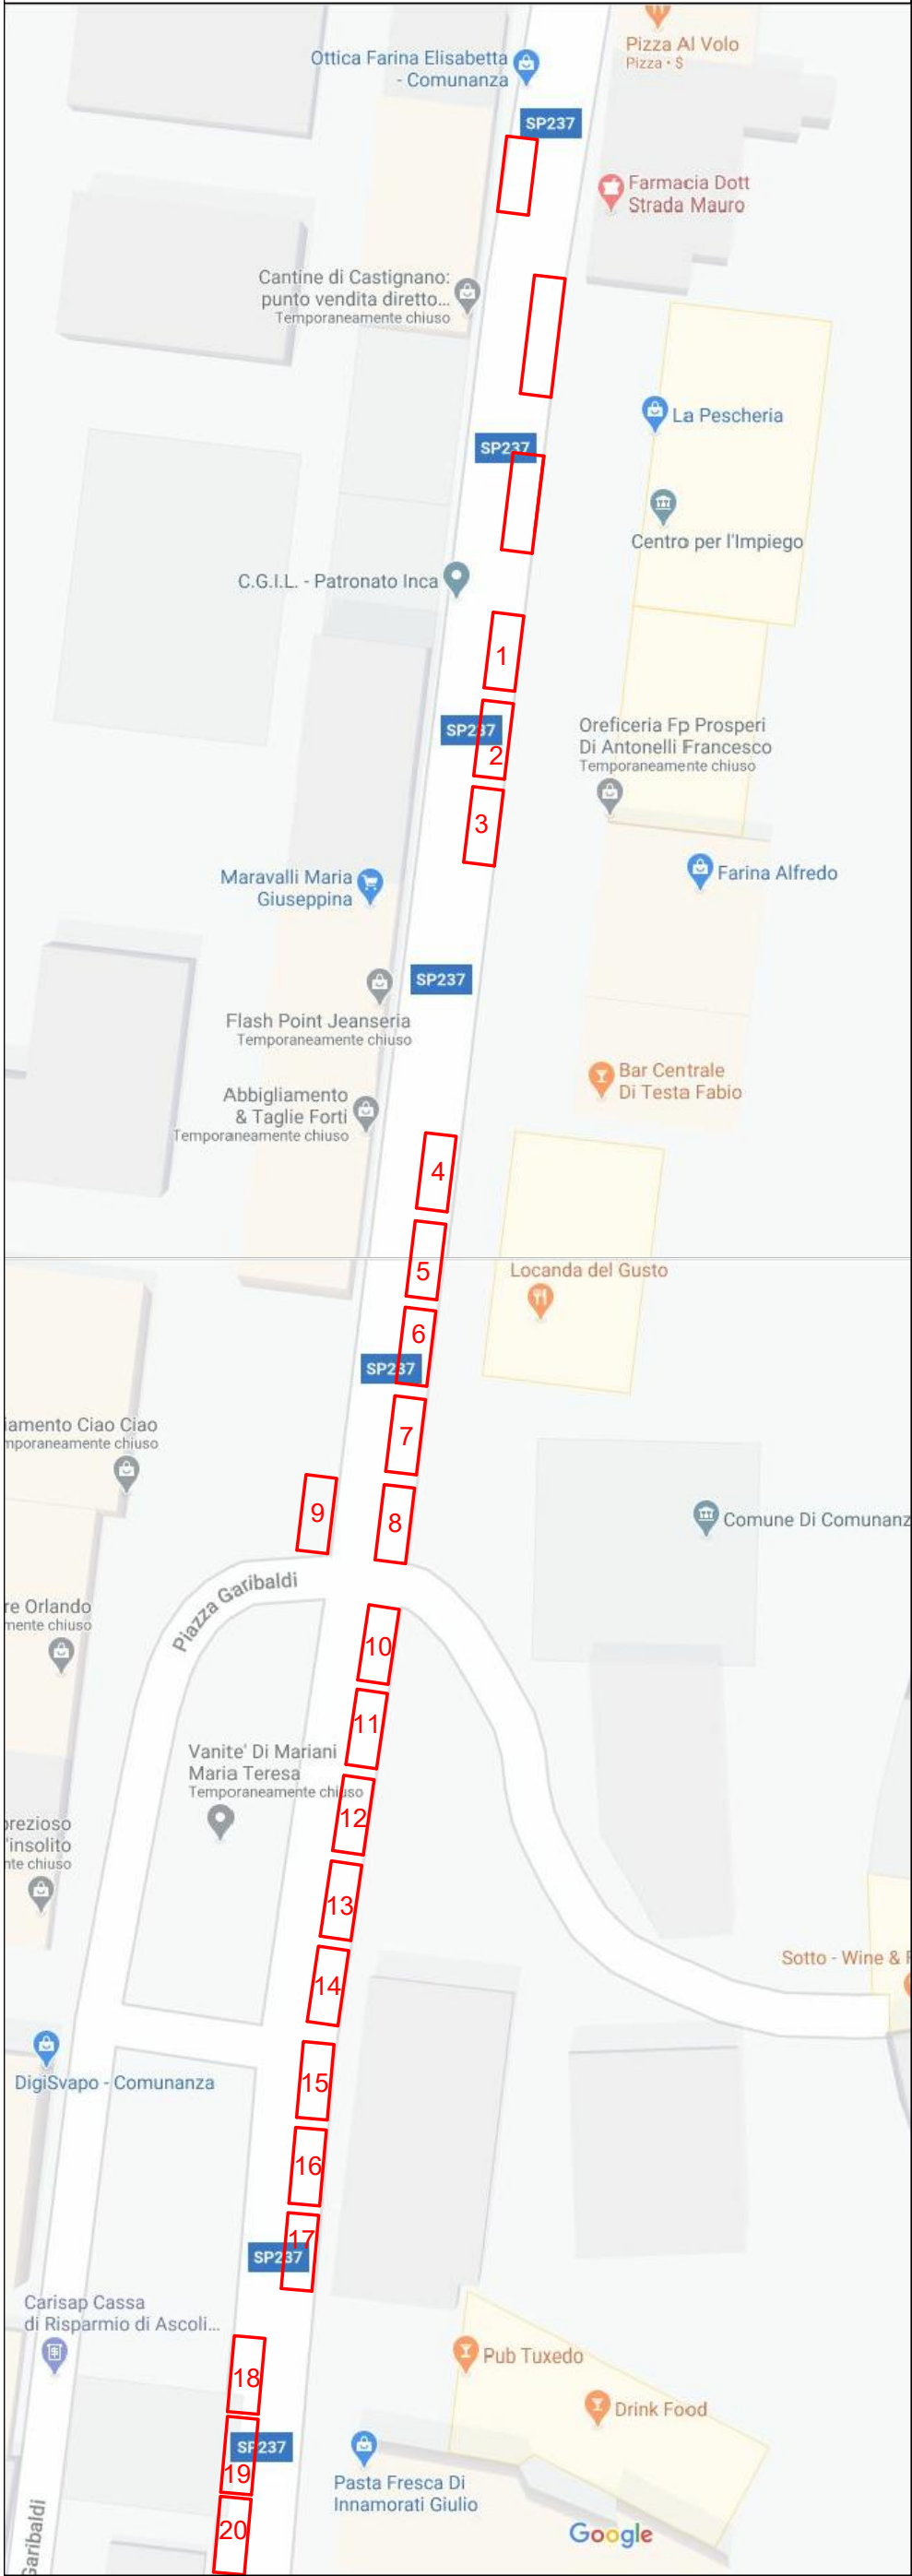 Pizza Al Volo
Pizza • $
Ottica Farina Elisabetta
- Comunanza
SP237
Farmacia Dott
Strada Mauro
Cantine di Castignano:
punto vendita diretto...
Temporaneamente chiuso
La Pescheria
SP237
Centro per l'Impiego
C.G.I.L. - Patronato Inca
1
SP237
2
Oreficeria Fp Prosperi
Di Antonelli Francesco
Temporaneamente chiuso
3
Maravalli Maria
Giuseppina
Farina Alfredo
SP237
Flash Point Jeanseria
Temporaneamente chiuso
Bar Centrale
Di Testa Fabio
Abbigliamento
& Taglie Forti
Temporaneamente chiuso
4
5
Locanda del Gusto
6
SP237
iamento Ciao Ciao
mporaneamente chiuso
7
9
8
Comune Di Comunanz
Piazza Garibaldi
re Orlando
mente chiuso
10
11
Vanite' Di Mariani
Maria Teresa
Temporaneamente chiuso
12
prezioso
'insolito
nte chiuso
13
Sotto - Wine & F
14
DigiSvapo - Comunanza
15
16
17
SP237
Carisap Cassa
di Risparmio di Ascoli...
Pub Tuxedo
18
Drink Food
SP237
19
Pasta Fresca Di
Innamorati Giulio
20
Garibaldi
Google